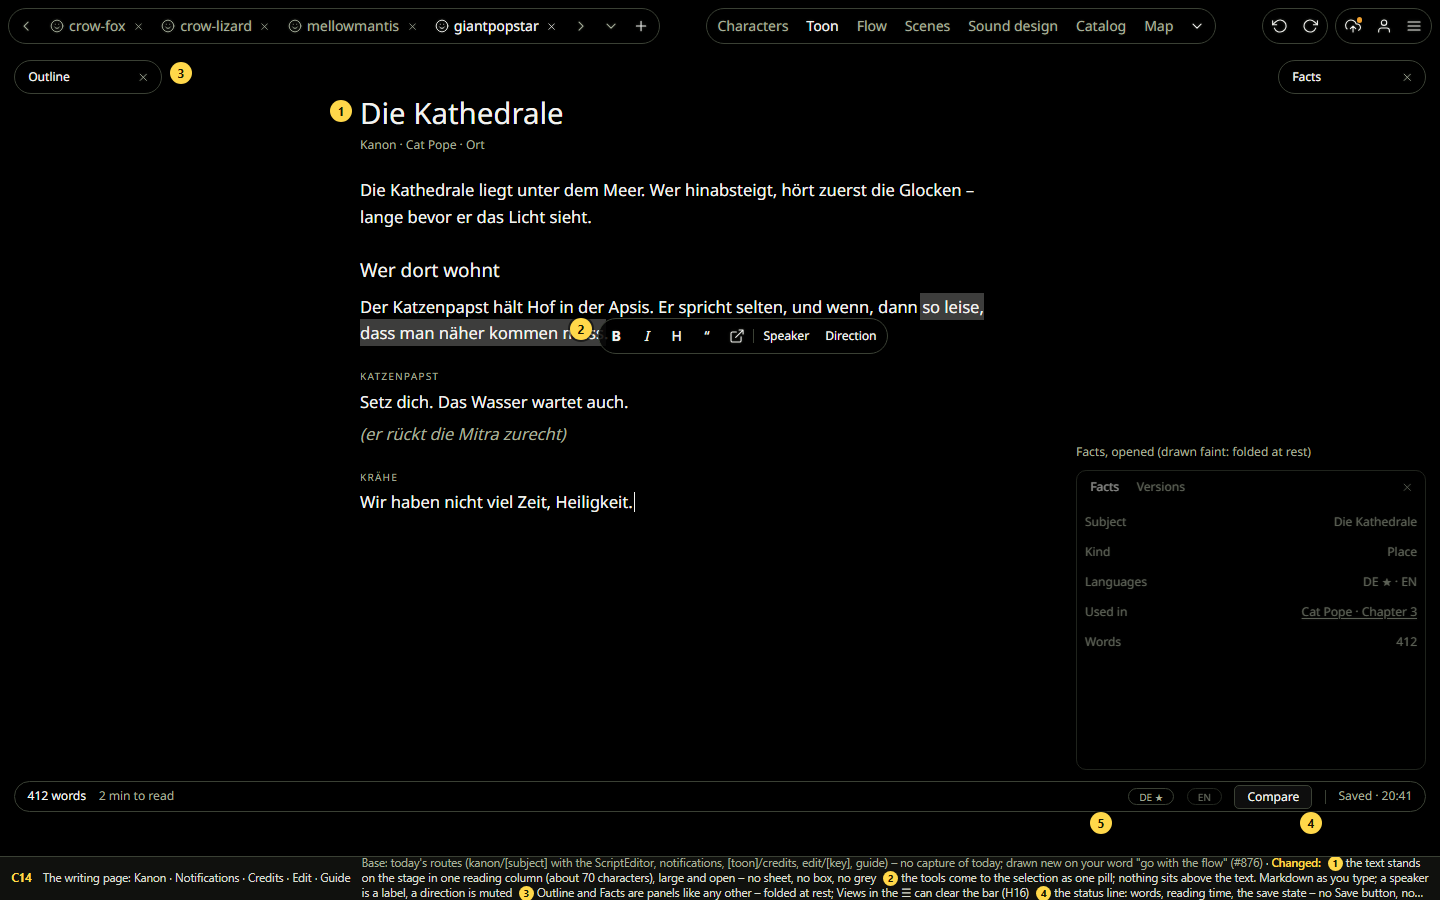 crow-fox crow-lizard mellowmantis giantpopstar
Characters Toon Flow Scenes Sound design Catalog Map
Outline
3
Facts
1
Die Kathedrale
Kanon · Cat Pope · Ort
Die Kathedrale liegt unter dem Meer. Wer hinabsteigt, hört zuerst die Glocken –
lange bevor er das Licht sieht.
Wer dort wohnt
Der Katzenpapst hält Hof in der Apsis. Er spricht selten, und wenn, dann so leise,
dass man näher kommen
2
B I H “ Speaker Direction
KATZENPAPST
Setz dich. Das Wasser wartet auch.
(er rückt die Mitra zurecht)
KRÄHE
Wir haben nicht viel Zeit, Heiligkeit.
Facts, opened (drawn faint: folded at rest)
Facts Versions
Subject Die Kathedrale
Kind Place
Languages DE ★ · EN
Used in Cat Pope · Chapter 3
Words 412
412 words 2 min to read
DE ★ EN Compare Saved · 20:41
5 4
C14 The writing page: Kanon · Notifications · Credits · Edit · Guide
Base: today's routes (kanon/[subject] with the ScriptEditor, notifications, [toon]/credits, edit/[key], guide) – no capture of today; drawn new on your word "go with the flow" (#876) · Changed: 1 the text stands
on the stage in one reading column (about 70 characters), large and open – no sheet, no box, no grey 2 the tools come to the selection as one pill; nothing sits above the text. Markdown as you type; a speaker
is a label, a direction is muted 3 Outline and Facts are panels like any other – folded at rest; Views in the ☰ can clear the bar (H16) 4 the status line: words, reading time, the save state – no Save button, no...